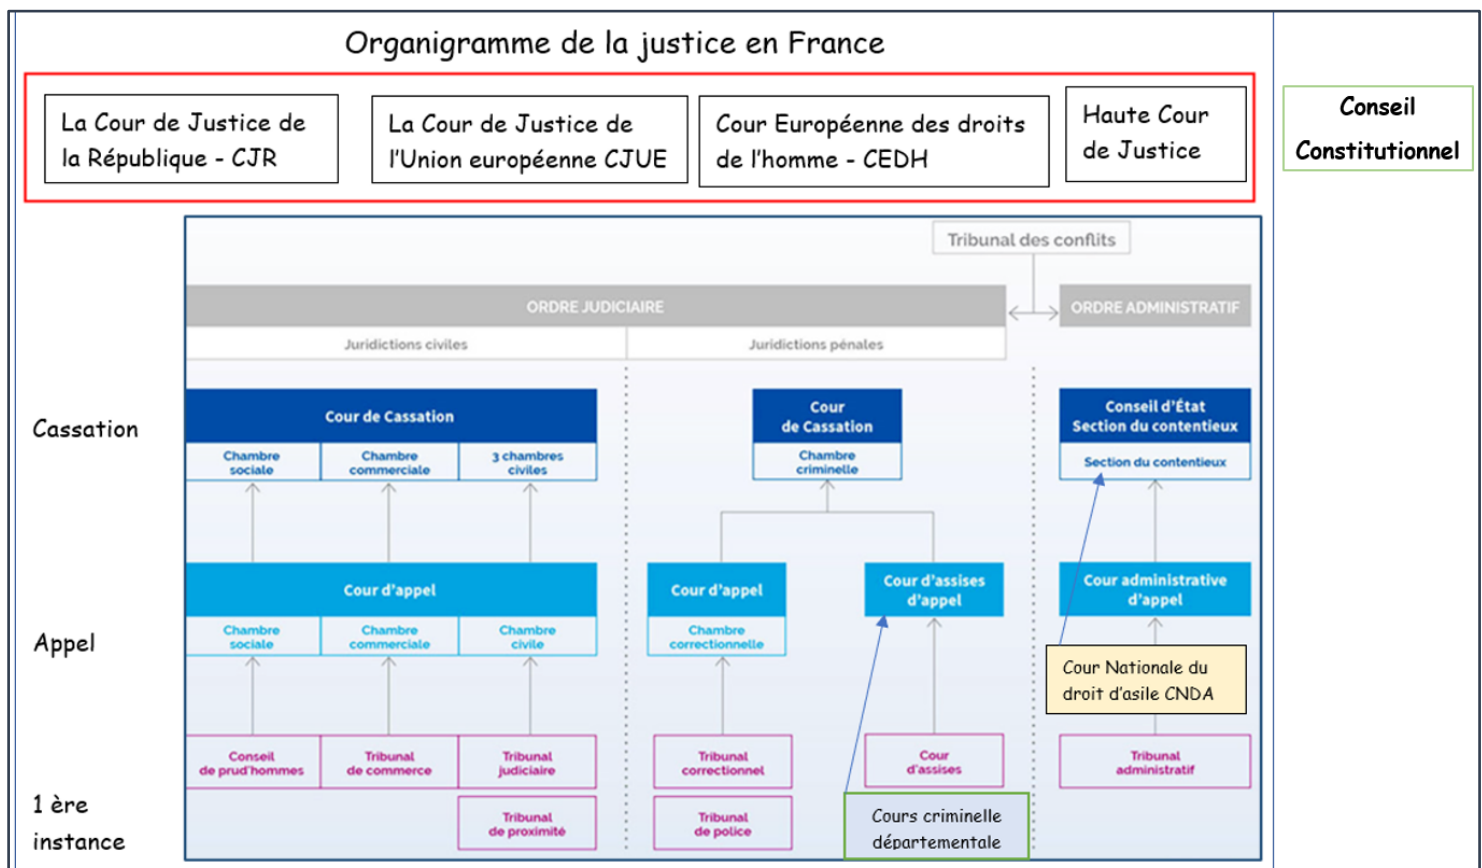 Organigramme de la justice en France
La Cour de Justice de
la République - CJR
La Cour de Justice de
l'Union européenne CJUE
Cour Européenne des droits
de l'homme - CEDH
Haute Cour
de Justice
Conseil
Constitutionnel
Tribunal des conflits
ORDRE JUDICIAIRE
ORDRE ADMINISTRATIF
Juridictions civiles
Juridictions pénales
Cassation
Cour de Cassation
Chambre
sociale
Chambre
commerciale
3 chambres
civiles
Cour
de Cassation
Chambre
criminelle
Conseil d'État
Section du contentieux
Section du contentieux
Appel
Cour d'appel
Chambre
sociale
Chambre
commerciale
Chambre
civile
Cour d'appel
Chambre
correctionnelle
Cour d'assises
d'appel
Cour administrative
d'appel
Cour Nationale du
droit d'asile CNDA
1 ère
instance
Conseil
de prud'hommes
Tribunal
de commerce
Tribunal
judiciaire
Tribunal
de proximité
Tribunal
correctionnel
Tribunal
de police
Cour
d'assises
Cours criminelle
départementale
Tribunal
administratif